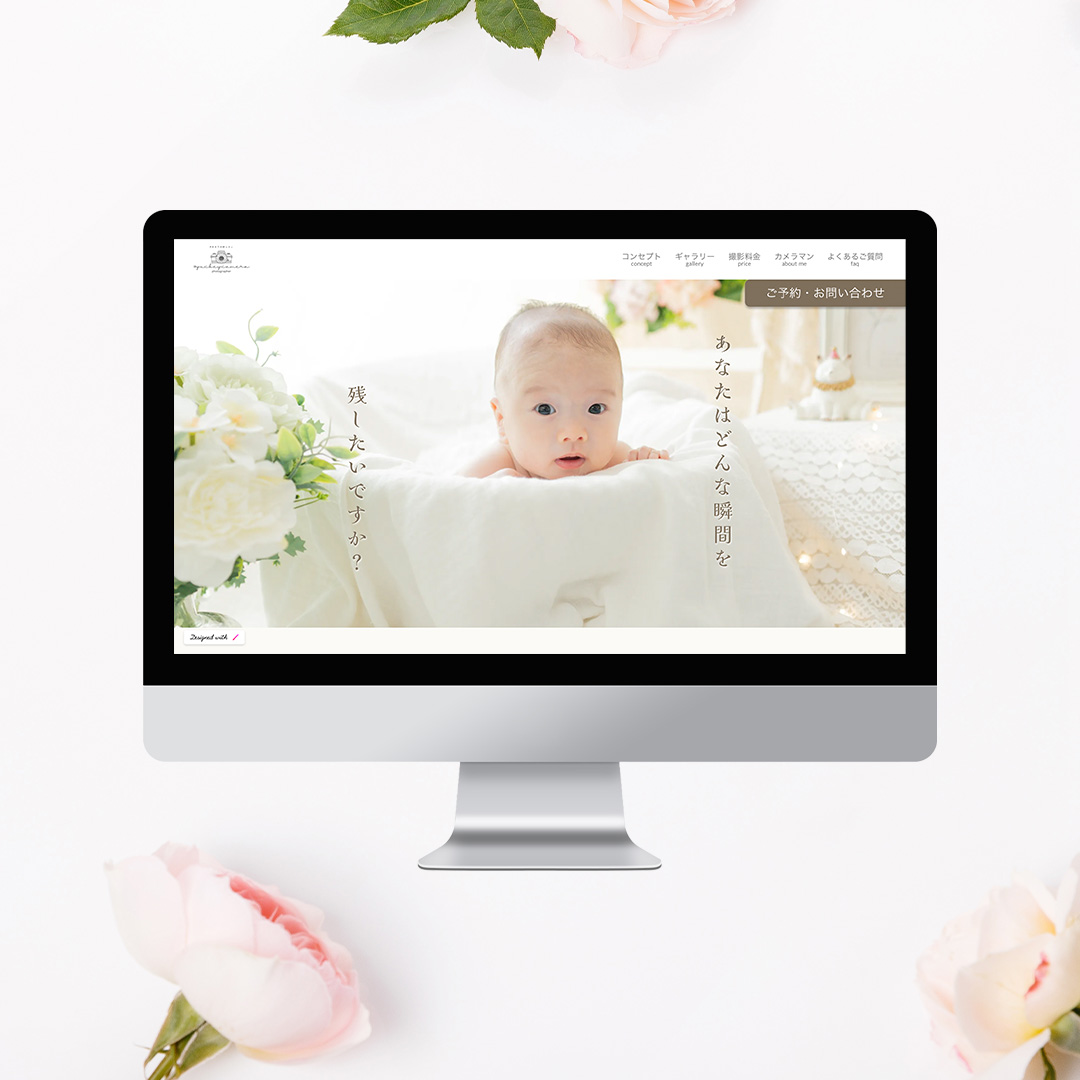 photographer
コンセプト
concept
ギャラリー
gallery
撮影料金
price
カメラマン
about me
よくあるご質問
faq
ご予約・お問い合わせ
あなたはどんな瞬間を
残したいですか？
Designed with